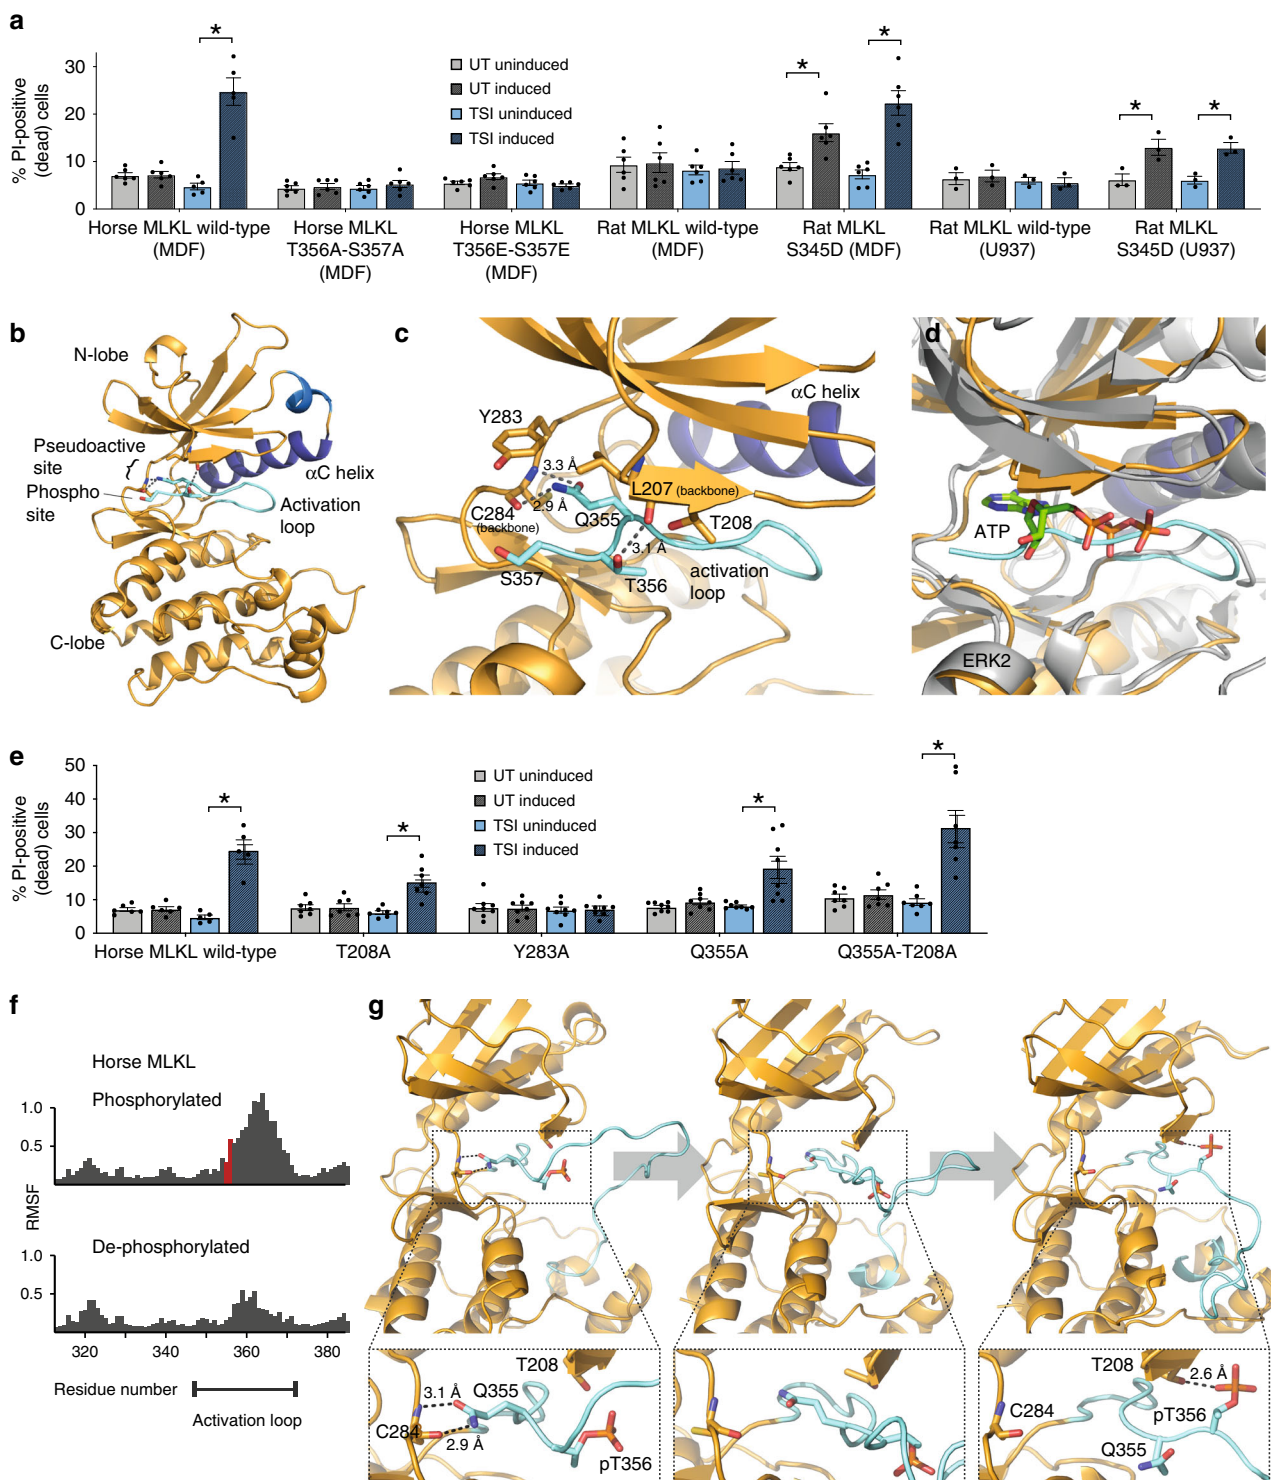 a
% PI-positive
(dead) cells
30
20
10
0
UT uninduced
UT induced
TSI uninduced
TSI induced
*
*
*
*
*
Horse MLKL wild-type
(MDF)
Horse MLKL
T356A-S357A
(MDF)
Horse MLKL
T356E-S357E
(MDF)
Rat MLKL wild-type
(MDF)
Rat MLKL
S345D (MDF)
Rat MLKL wild-type
(U937)
Rat MLKL
S345D (U937)
b
N-lobe
Pseudoactive
site
{
Phospho
site
αC helix
Activation
loop
C-lobe
c
αC helix
Y283
3.3 Å
L207 (backbone)
2.9 Å
C284
(backbone)
Q355
T208
3.1 Å
S357
T356
activation
loop
d
ATP
ERK2
e
% PI-positive
(dead) cells
50
40
30
20
10
0
UT uninduced
UT induced
TSI uninduced
TSI induced
*
*
*
*
Horse MLKL wild-type
T208A
Y283A
Q355A
Q355A-T208A
f
Horse MLKL
Phosphorylated
1.0
0.5
RMSF
De-phosphorylated
1.0
0.5
320 340 360 380
Residue number
Activation loop
g
T208
3.1 Å
Q355
C284
2.9 Å
pT356
T208
2.6 Å
C284
pT356
Q355